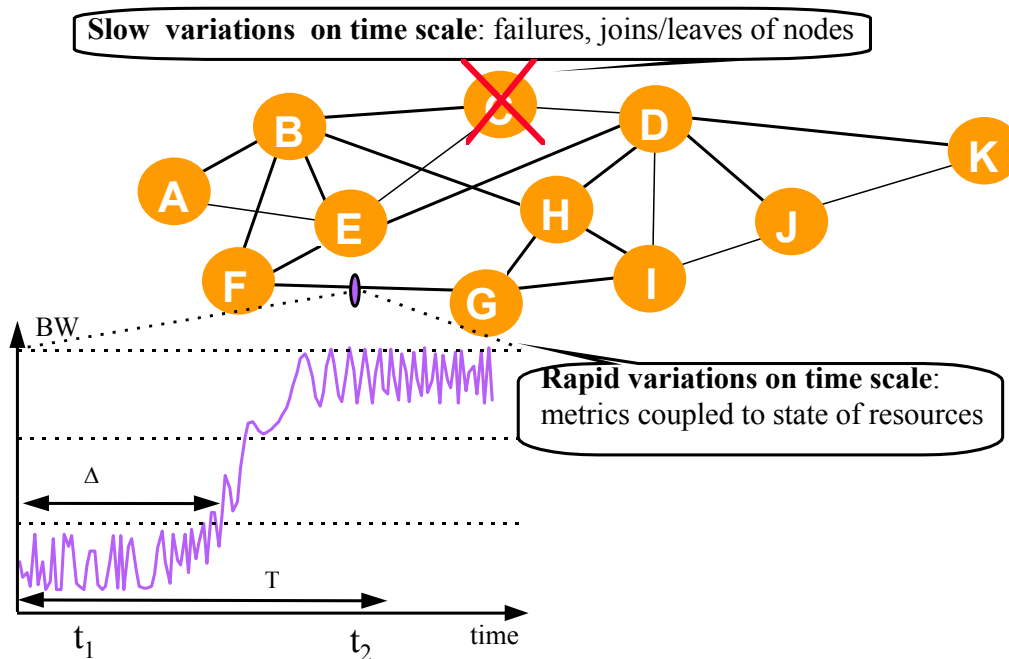 Slow variations on time scale: failures, joins/leaves of nodes
C
B
D
K
A
E
H
J
F
G
I
BW
Rapid variations on time scale:
metrics coupled to state of resources
Δ
T
t1
t2
time